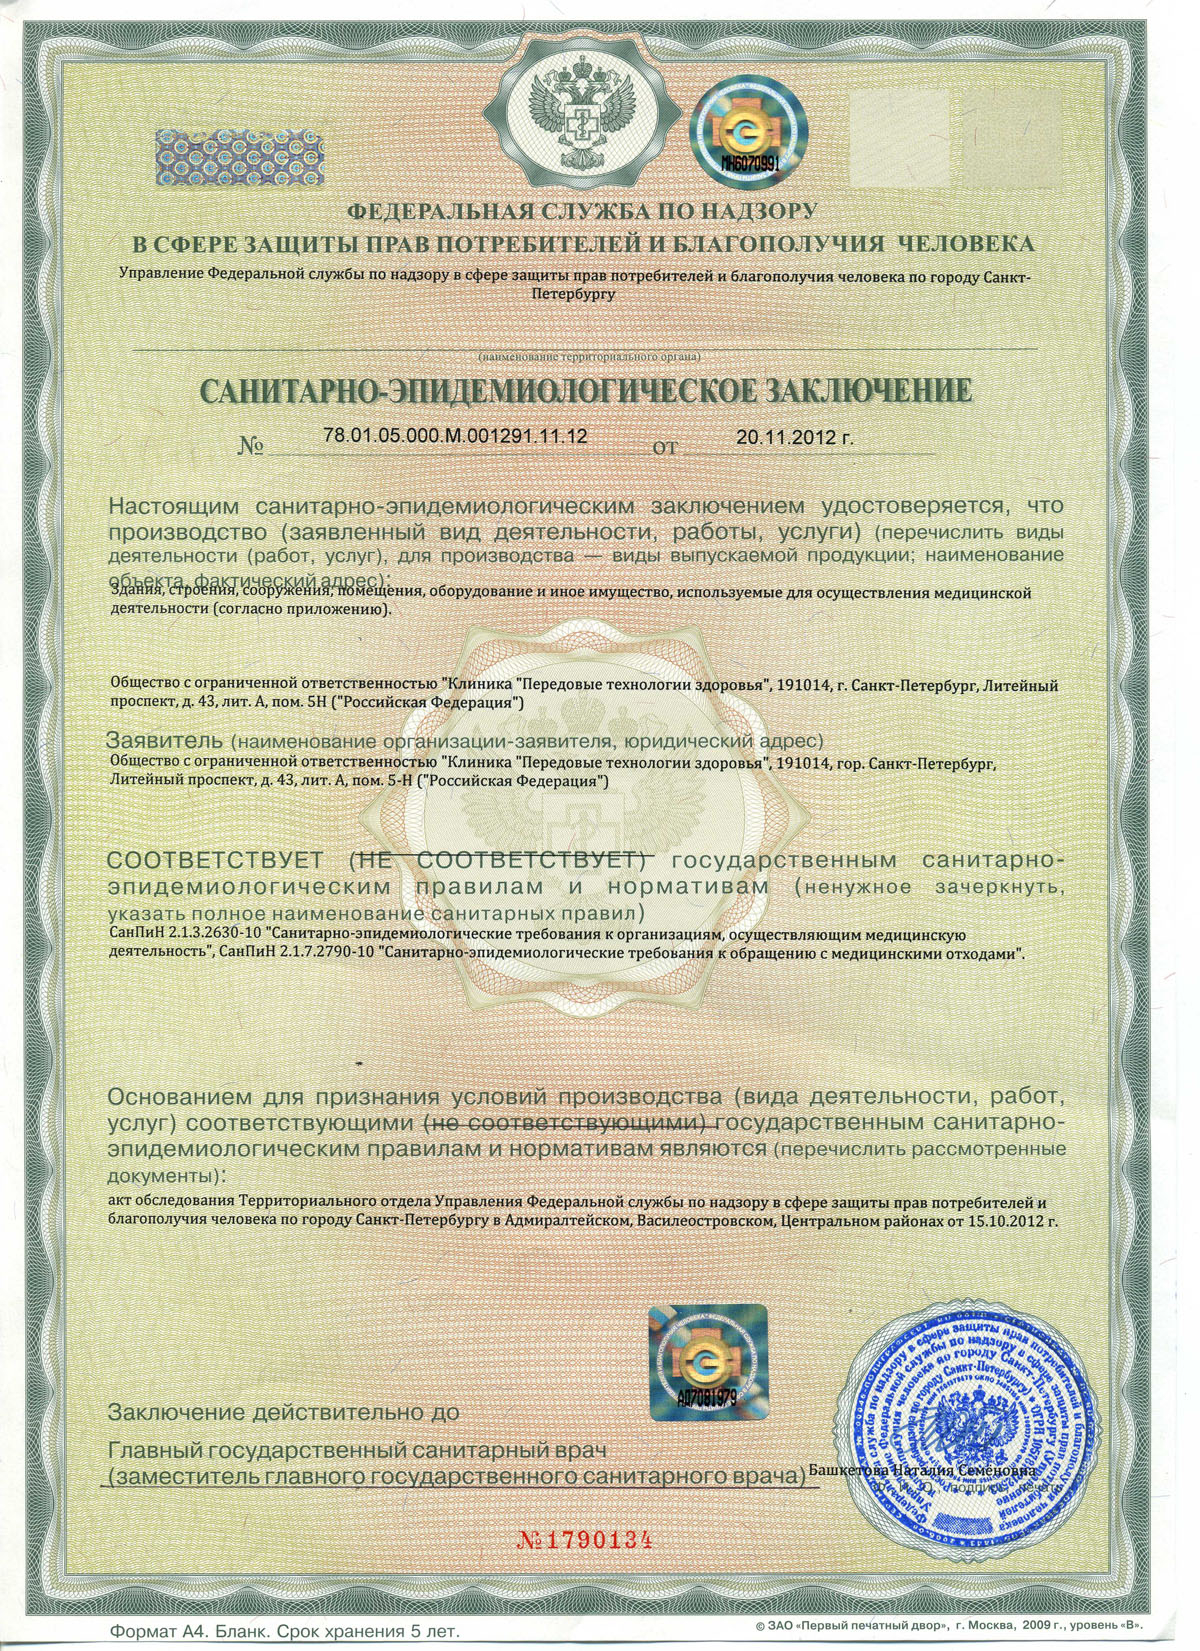 МН6070991
ФЕДЕРАЛЬНАЯ СЛУЖБА ПО НАДЗОРУ
В СФЕРЕ ЗАЩИТЫ ПРАВ ПОТРЕБИТЕЛЕЙ И БЛАГОПОЛУЧИЯ ЧЕЛОВЕКА
Управление Федеральной службы по надзору в сфере защиты прав потребителей и благополучия человека по городу Санкт-
Петербургу
(наименование территориального органа)
САНИТАРНО-ЭПИДЕМИОЛОГИЧЕСКОЕ ЗАКЛЮЧЕНИЕ
№ 78.01.05.000.М.001291.11.12 от 20.11.2012 г.
Настоящим санитарно-эпидемиологическим заключением удостоверяется, что
производство (заявленный вид деятельности, работы, услуги) (перечислить виды
деятельности (работ, услуг), для производства — виды выпускаемой продукции; наименование
объекта, фактический адрес):
Здания, строения, сооружения, помещения, оборудование и иное имущество, используемые для осуществления медицинской
деятельности (согласно приложению).
Общество с ограниченной ответственностью "Клиника "Передовые технологии здоровья", 191014, г. Санкт-Петербург, Литейный
проспект, д. 43, лит. А, пом. 5Н ("Российская Федерация")
Заявитель (наименование организации-заявителя, юридический адрес)
Общество с ограниченной ответственностью "Клиника "Передовые технологии здоровья", 191014, гор. Санкт-Петербург,
Литейный проспект, д. 43, лит. А, пом. 5-Н ("Российская Федерация")
СООТВЕТСТВУЕТ (НЕ СООТВЕТСТВУЕТ) государственным санитарно-
эпидемиологическим правилам и нормативам (ненужное зачеркнуть,
указать полное наименование санитарных правил)
СанПиН 2.1.3.2630-10 "Санитарно-эпидемиологические требования к организациям, осуществляющим медицинскую
деятельность", СанПиН 2.1.7.2790-10 "Санитарно-эпидемиологические требования к обращению с медицинскими отходами".
Основанием для признания условий производства (вида деятельности, работ,
услуг) соответствующими (не соответствующими) государственным санитарно-
эпидемиологическим правилам и нормативам являются (перечислить рассмотренные
документы):
акт обследования Территориального отдела Управления Федеральной службы по надзору в сфере защиты прав потребителей и
благополучия человека по городу Санкт-Петербургу в Адмиралтейском, Василеостровском, Центральном районах от 15.10.2012 г.
АД7081979
Заключение действительно до
Главный государственный санитарный врач
(заместитель главного государственного санитарного врача) Башкетова Наталия Семеновна
№1790134
Формат А4. Бланк. Срок хранения 5 лет.
© ЗАО «Первый печатный двор», г. Москва, 2009 г., уровень «В».